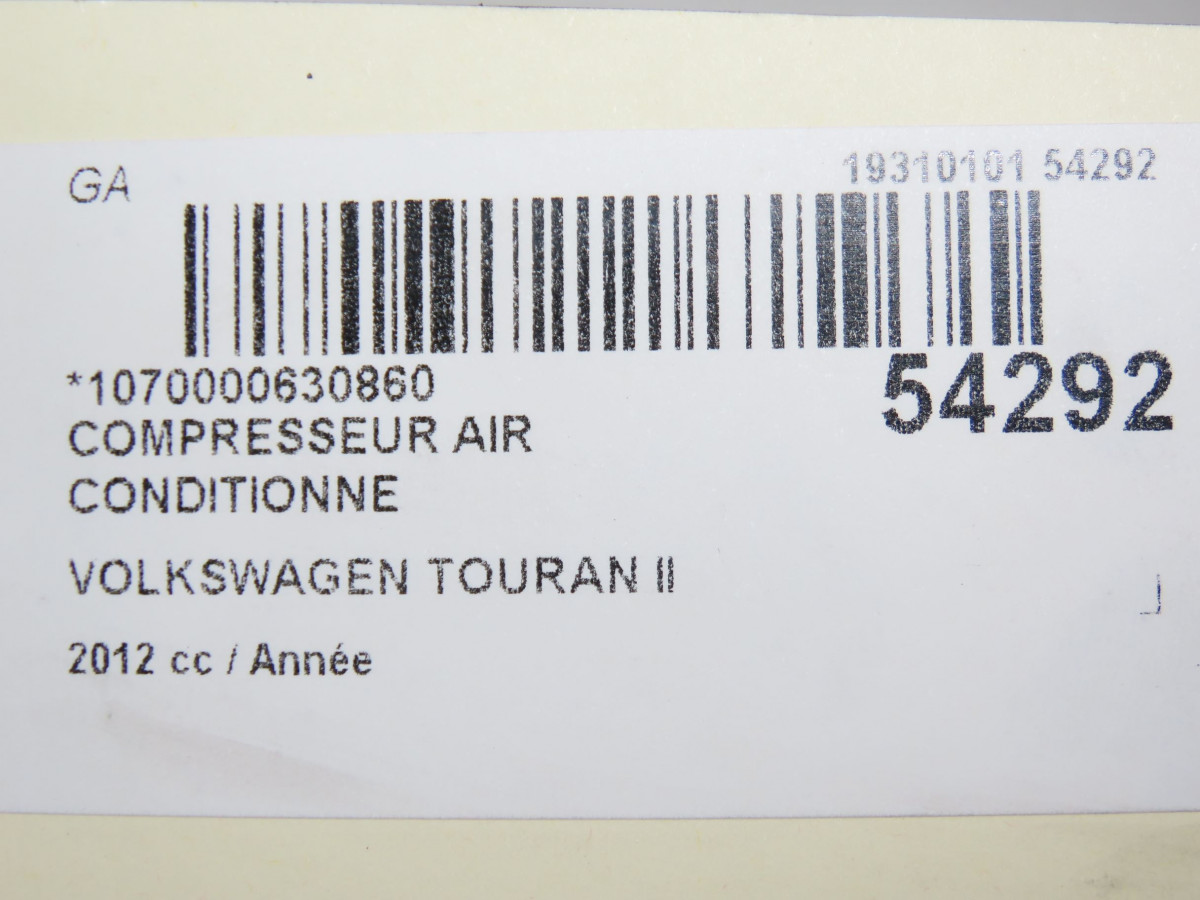 GA
19310101 54292
*1070000630860
54292
COMPRESSEUR AIR
CONDITIONNE
VOLKSWAGEN TOURAN II
2012 cc / Année